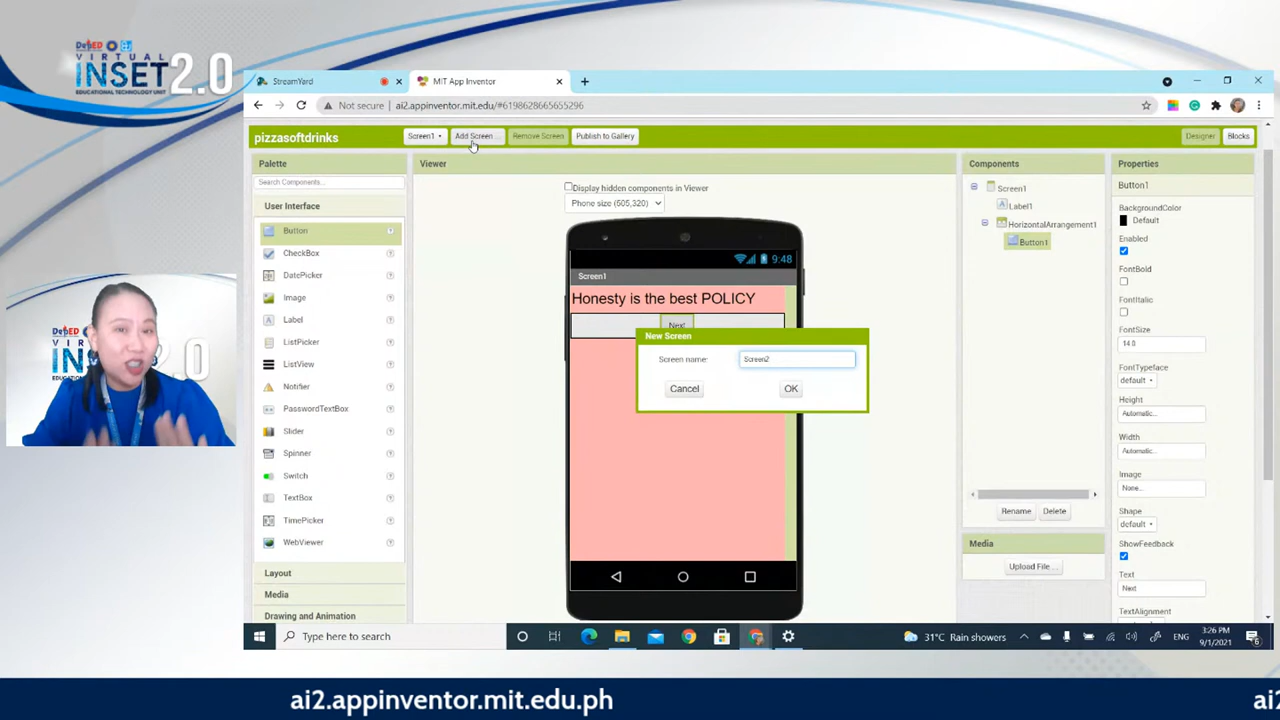 DepED
VIRTUAL
INSET 2.0
EDUCATIONAL TECHNOLOGY UNIT
StreamYard
MIT App Inventor
Not secure
ai2.appinventor.mit.edu/#6198628665655296
pizzasoftdrinks
Screen1
Add Screen ...
Remove Screen
Publish to Gallery
Designer
Blocks
Palette
Search Components...
User Interface
Button
CheckBox
DatePicker
Image
Label
ListPicker
ListView
Notifier
PasswordTextBox
Slider
Spinner
Switch
TextBox
TimePicker
WebViewer
Layout
Media
Drawing and Animation
Viewer
Display hidden components in Viewer
Phone size (505,320)
9:48
Screen1
Honesty is the best POLICY
Next
New Screen
Screen name:
Screen2
Cancel
OK
Components
Screen1
Label1
HorizontalArrangement1
Button1
Rename
Delete
Media
Upload File ...
Properties
Button1
BackgroundColor
Default
Enabled
FontBold
FontItalic
FontSize
14.0
FontTypeface
default
Height
Automatic...
Width
Automatic...
Image
None...
Shape
default
ShowFeedback
Text
Next
TextAlignment
Type here to search
31°C Rain showers
ENG
3:26 PM
9/1/2021
6
ai2.appinventor.mit.edu.ph
ai2